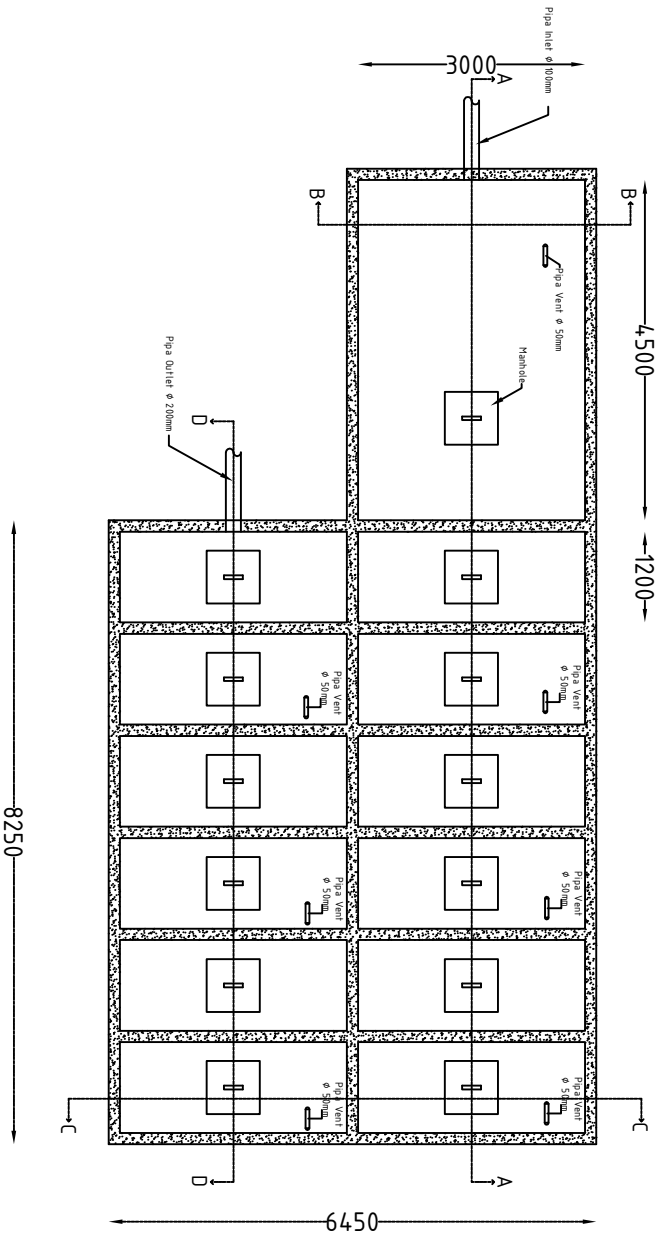 Pipa Inlet ϕ 100mm
3000
A
B
B
Pipa Vent ϕ 50mm
4500
Manhole
Pipa Outlet ϕ 200mm
D
1200
Pipa Vent
ϕ 50mm
Pipa Vent
ϕ 50mm
Pipa Vent
ϕ 50mm
Pipa Vent
ϕ 50mm
Pipa Vent
ϕ 50mm
Pipa Vent
ϕ 50mm
8250
C
C
D
A
6450